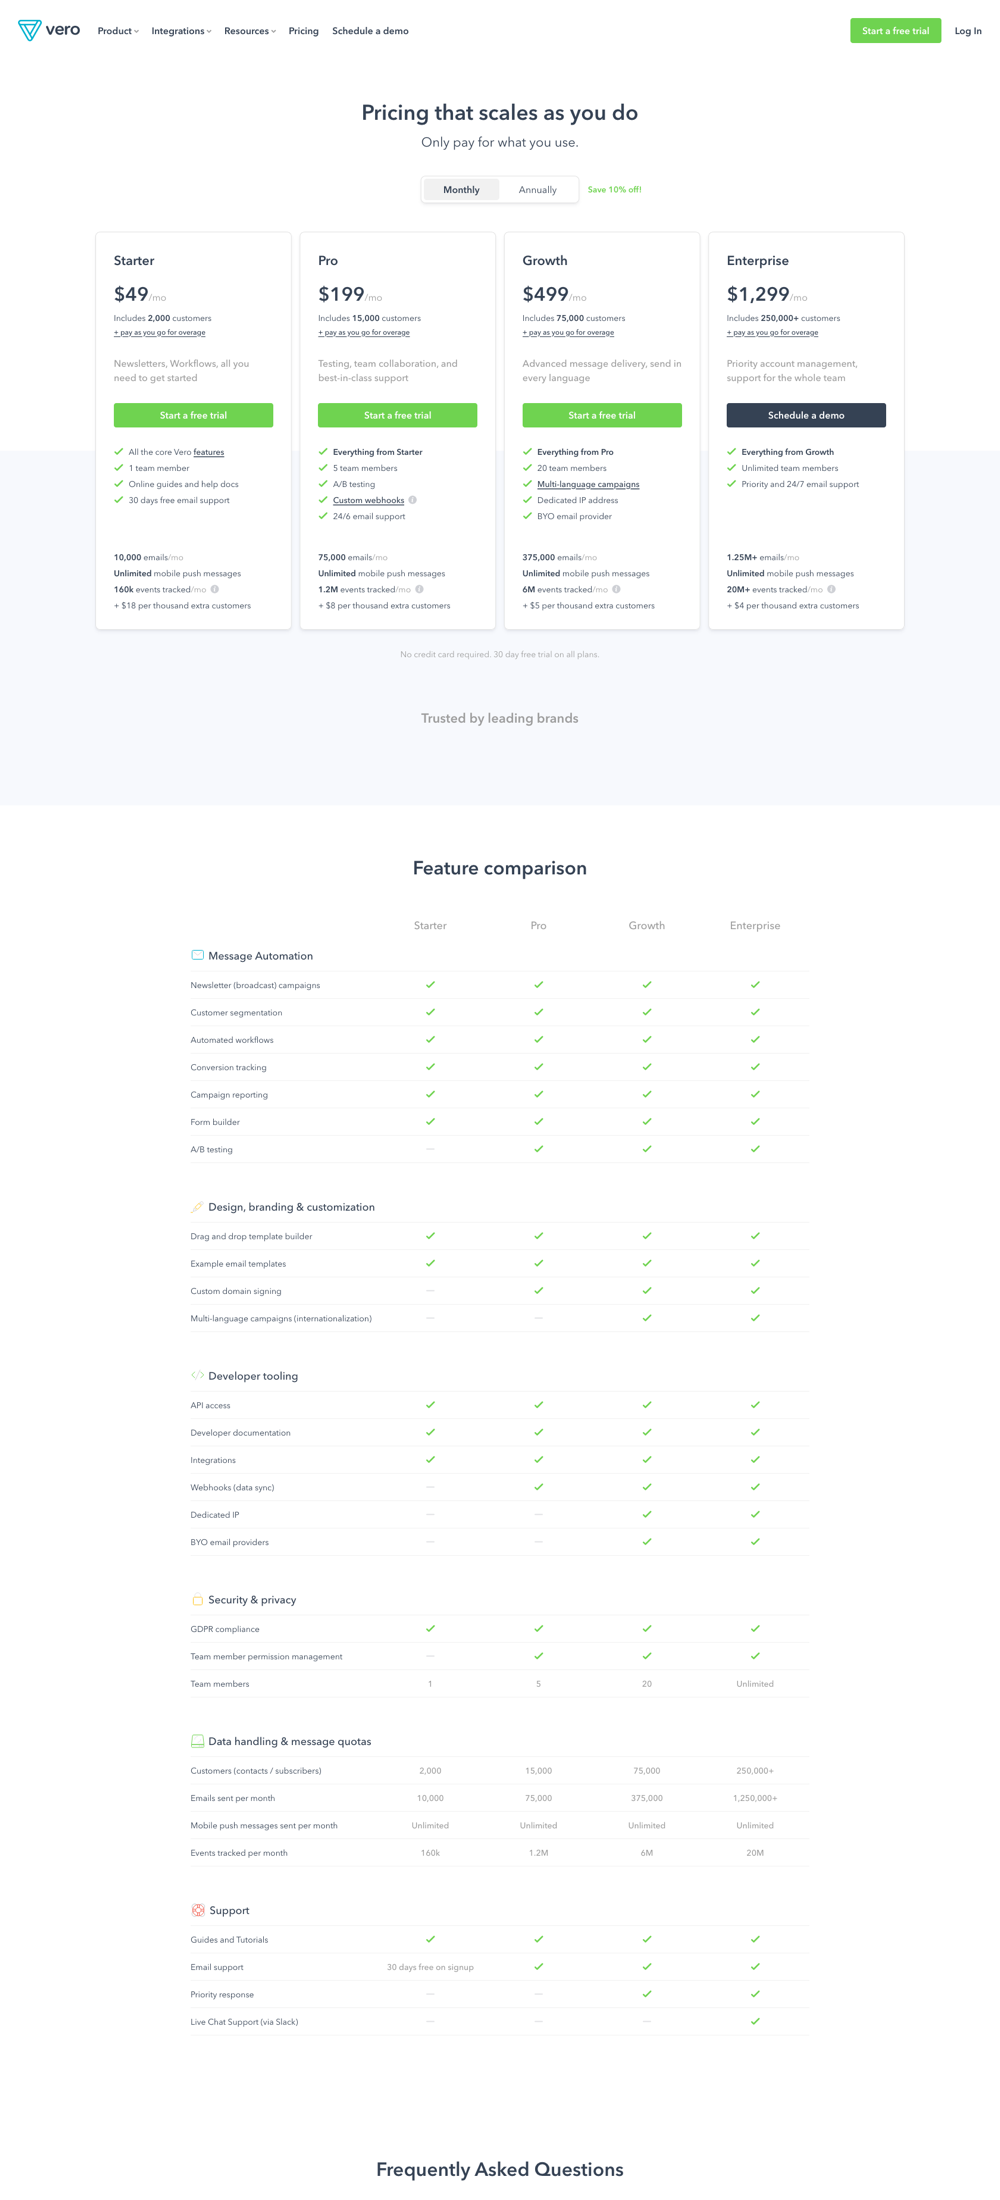 vero
Product Integrations Resources Pricing Schedule a demo Start a free trial Log In
Pricing that scales as you do
Only pay for what you use.
Monthly Annually Save 10% off!
Starter
$49/mo
Includes 2,000 customers
+ pay as you go for overage
Newsletters, Workflows, all you
need to get started
Start a free trial
All the core Vero features
1 team member
Online guides and help docs
30 days free email support
10,000 emails/mo
Unlimited mobile push messages
160k events tracked/mo
+ $18 per thousand extra customers
Pro
$199/mo
Includes 15,000 customers
+ pay as you go for overage
Testing, team collaboration, and
best-in-class support
Start a free trial
Everything from Starter
5 team members
A/B testing
Custom webhooks
24/6 email support
75,000 emails/mo
Unlimited mobile push messages
1.2M events tracked/mo
+ $8 per thousand extra customers
Growth
$499/mo
Includes 75,000 customers
+ pay as you go for overage
Advanced message delivery, send in
every language
Start a free trial
Everything from Pro
20 team members
Multi-language campaigns
Dedicated IP address
BYO email provider
375,000 emails/mo
Unlimited mobile push messages
6M events tracked/mo
+ $5 per thousand extra customers
Enterprise
$1,299/mo
Includes 250,000+ customers
+ pay as you go for overage
Priority account management,
support for the whole team
Schedule a demo
Everything from Growth
Unlimited team members
Priority and 24/7 email support
1.25M+ emails/mo
Unlimited mobile push messages
20M+ events tracked/mo
+ $4 per thousand extra customers
No credit card required. 30 day free trial on all plans.
Trusted by leading brands
Feature comparison
Starter Pro Growth Enterprise
Message Automation
Newsletter (broadcast) campaigns
Customer segmentation
Automated workflows
Conversion tracking
Campaign reporting
Form builder
A/B testing
Design, branding & customization
Drag and drop template builder
Example email templates
Custom domain signing
Multi-language campaigns (internationalization)
Developer tooling
API access
Developer documentation
Integrations
Webhooks (data sync)
Dedicated IP
BYO email providers
Security & privacy
GDPR compliance
Team member permission management
Team members 1 5 20 Unlimited
Data handling & message quotas
Customers (contacts / subscribers) 2,000 15,000 75,000 250,000+
Emails sent per month 10,000 75,000 375,000 1,250,000+
Mobile push messages sent per month Unlimited Unlimited Unlimited Unlimited
Events tracked per month 160k 1.2M 6M 20M
Support
Guides and Tutorials
Email support 30 days free on signup
Priority response
Live Chat Support (via Slack)
Frequently Asked Questions